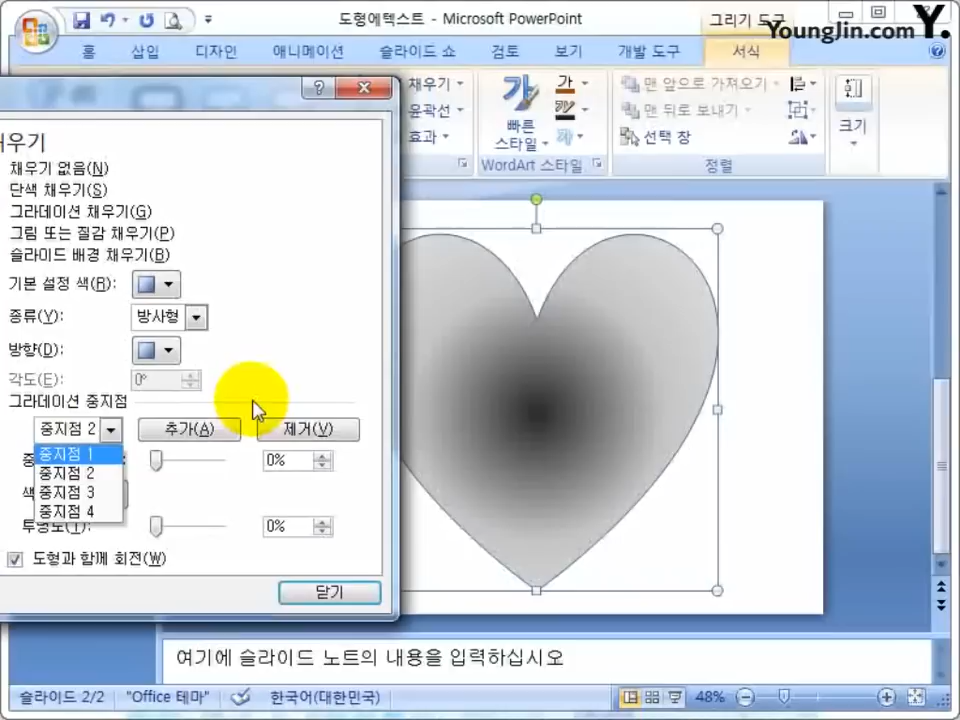 도형에텍스트 - Microsoft PowerPoint
그리기 도구
YoungJin.com Y.
홈 삽입 디자인 애니메이션 슬라이드 쇼 검토 보기 개발 도구 서식
채우기
윤곽선
효과
가
빠른
스타일
가
WordArt 스타일
맨 앞으로 가져오기
맨 뒤로 보내기
선택 창
정렬
크기
채우기
채우기 없음(N)
단색 채우기(S)
그라데이션 채우기(G)
그림 또는 질감 채우기(P)
슬라이드 배경 채우기(B)
기본 설정 색(R):
종류(Y): 방사형
방향(D):
각도(E): 0°
그라데이션 중지점
중지점 2 추가(A) 제거(V)
중지점 1
중지점 2
중지점 3
중지점 4
0%
투명도(T): 0%
도형과 함께 회전(W)
닫기
여기에 슬라이드 노트의 내용을 입력하십시오
슬라이드 2/2 "Office 테마" 한국어(대한민국) 48%